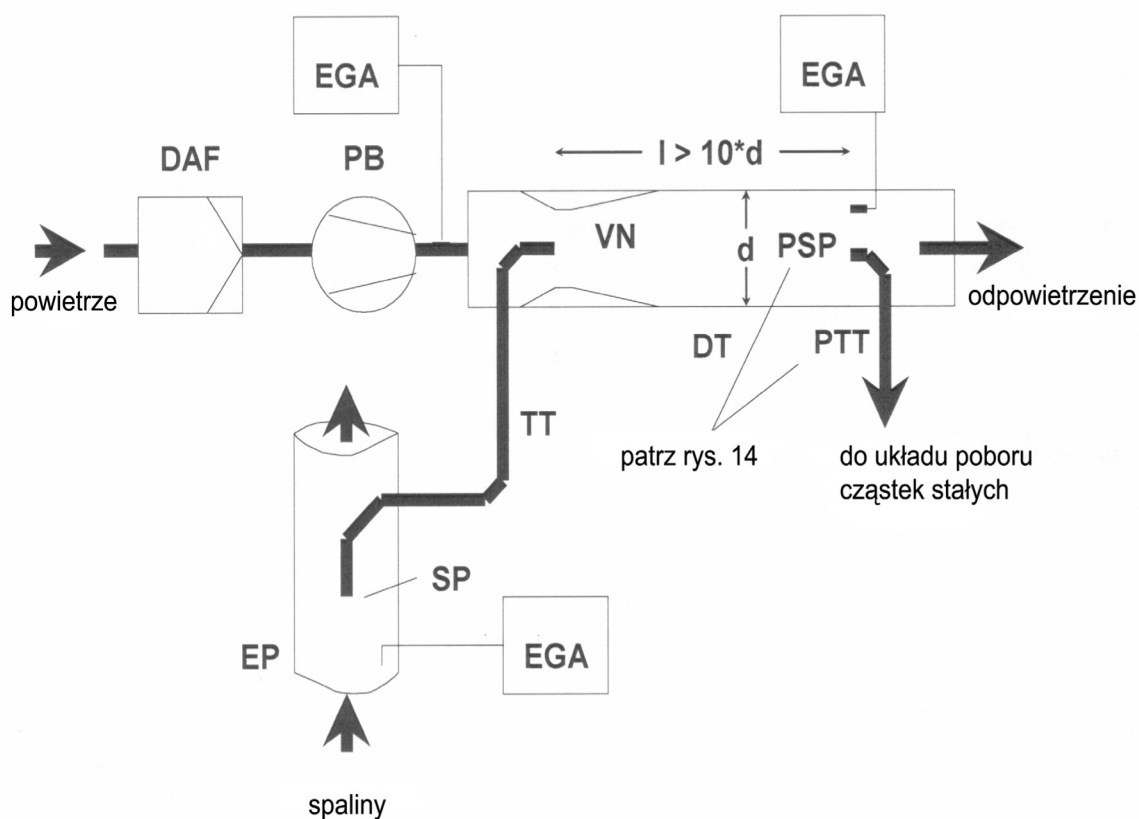 EGA
EGA
DAF
PB
l > 10*d
VN
d
PSP
powietrze
odpowietrzenie
DT
PTT
TT
patrz rys. 14
do układu poboru
cząstek stałych
SP
EP
EGA
spaliny